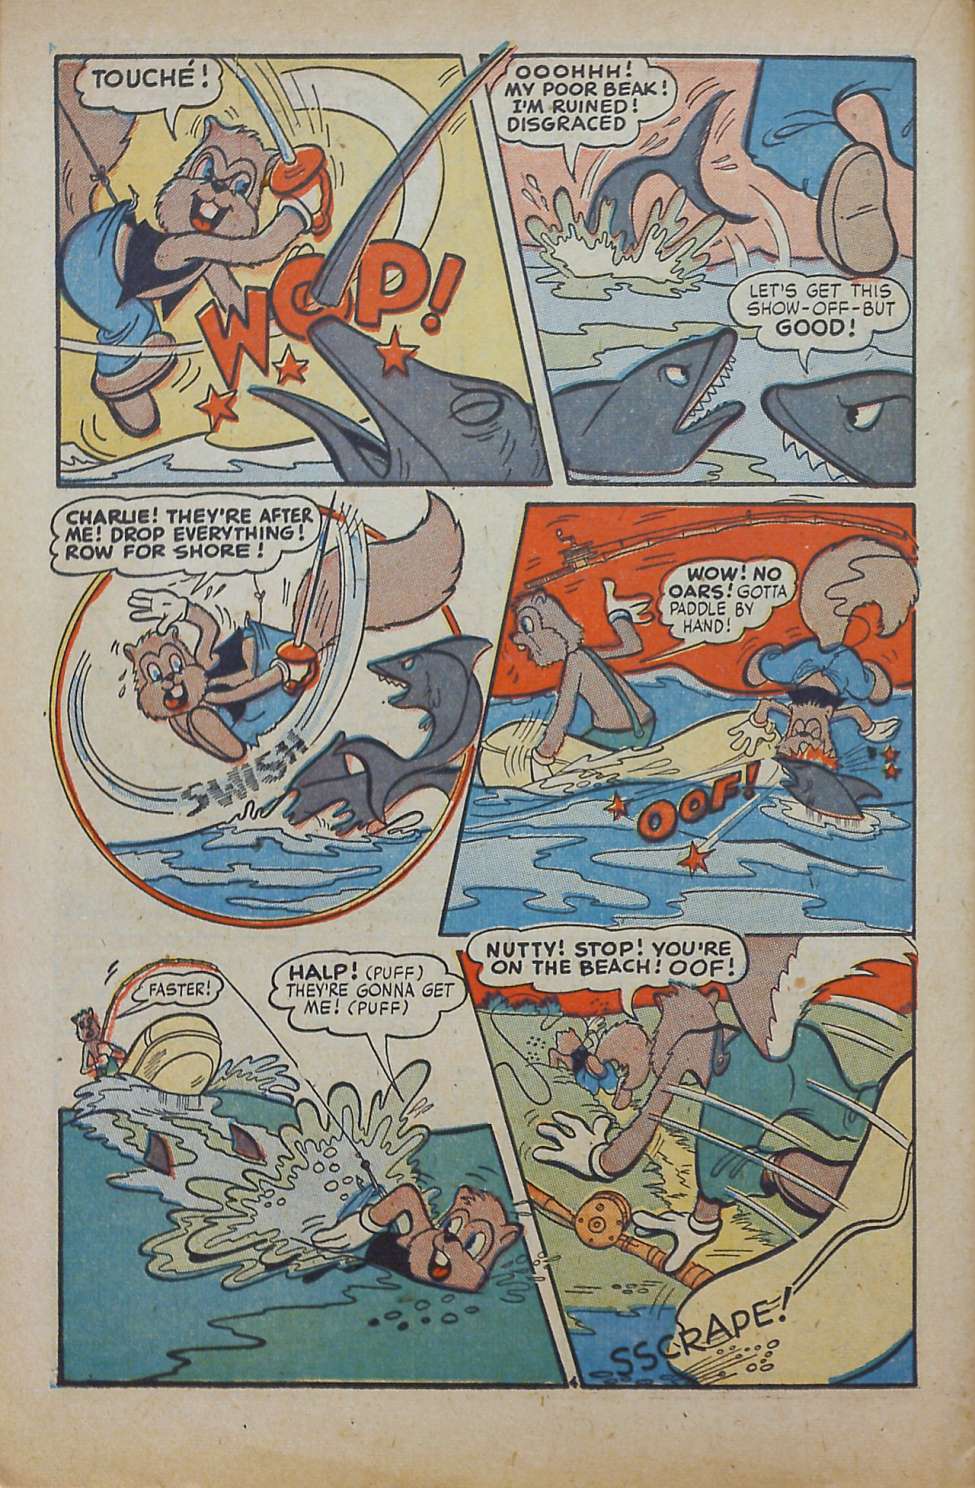 TOUCHÉ!
WOP!
OOOHHH!
MY POOR BEAK!
I'M RUINED!
DISGRACED
LET'S GET THIS
SHOW-OFF-BUT
GOOD!
CHARLIE! THEY'RE AFTER
ME! DROP EVERYTHING!
ROW FOR SHORE!
SWISH
WOW! NO
OARS! GOTTA
PADDLE BY
HAND!
OOF!
FASTER!
HALP! (PUFF)
THEY'RE GONNA GET
ME! (PUFF)
NUTTY! STOP! YOU'RE
ON THE BEACH! OOF!
SSCRAPE!
4